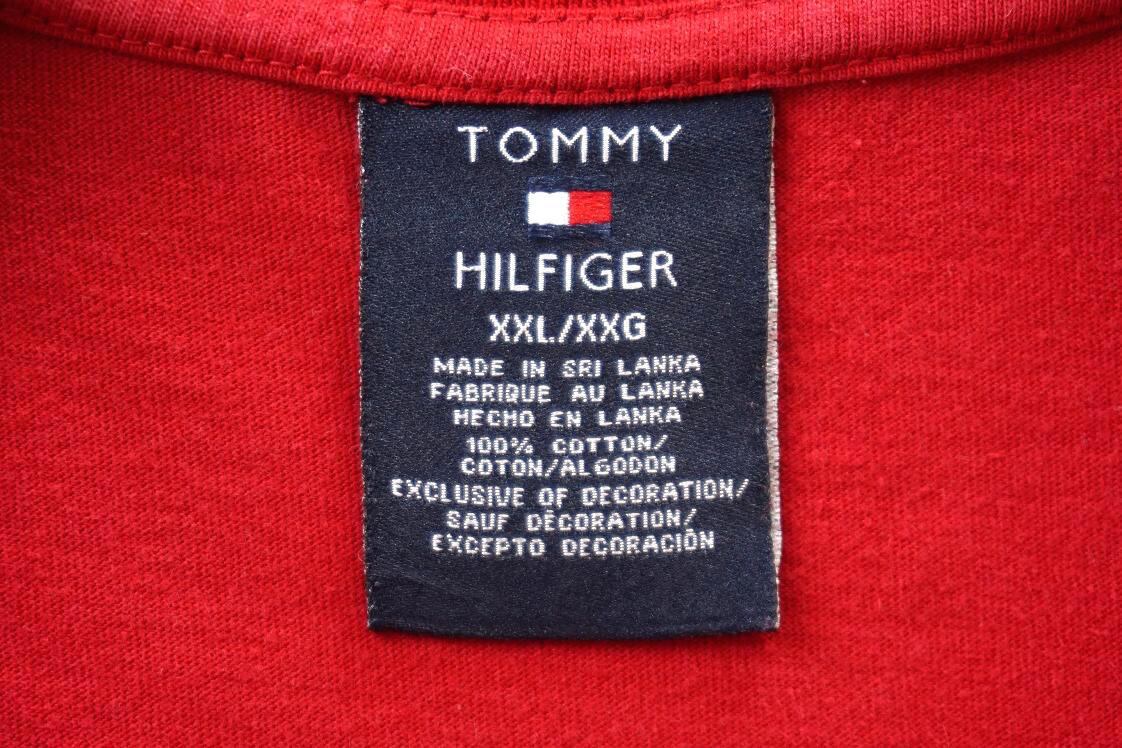 TOMMY
HILFIGER
XXL/XXG
MADE IN SRI LANKA
FABRIQUE AU LANKA
HECHO EN LANKA
100% COTTON/
COTON/ALGODON
EXCLUSIVE OF DECORATION/
SAUF DÉCORATION/
EXCEPTO DECORACIÓN